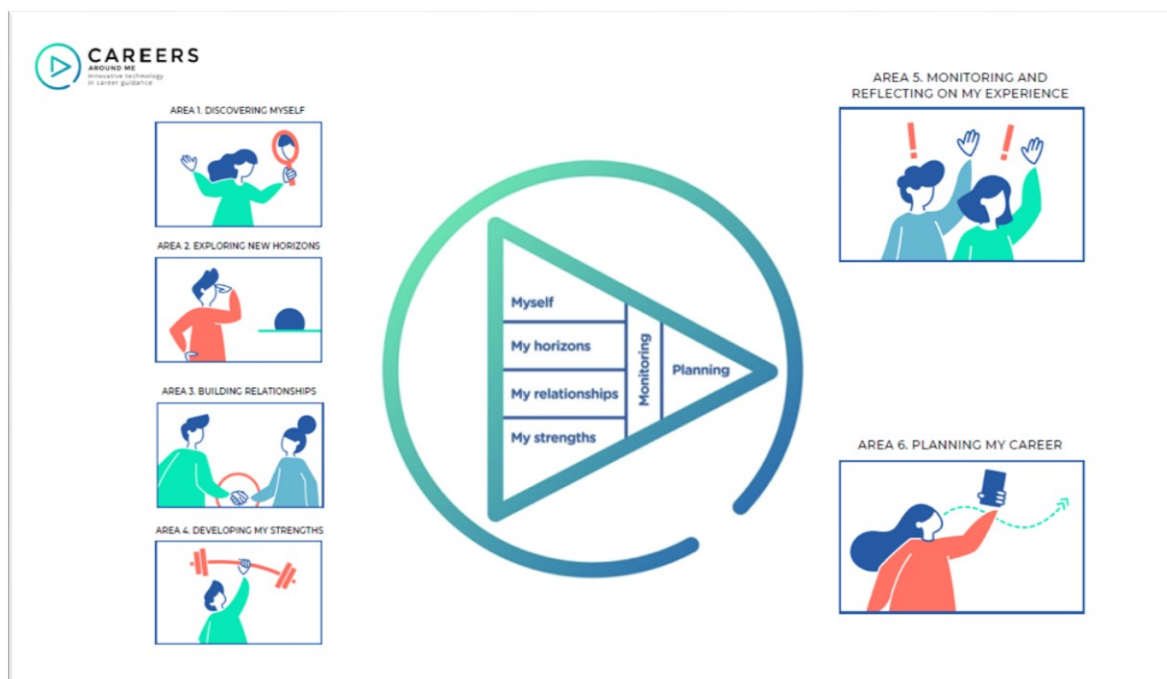 CAREERS
AROUND ME
innovative technology
in career guidance
AREA 1. DISCOVERING MYSELF
AREA 2. EXPLORING NEW HORIZONS
AREA 3. BUILDING RELATIONSHIPS
AREA 4. DEVELOPING MY STRENGTHS
Myself
My horizons
My relationships
My strengths
Monitoring
Planning
AREA 5. MONITORING AND
REFLECTING ON MY EXPERIENCE
AREA 6. PLANNING MY CAREER